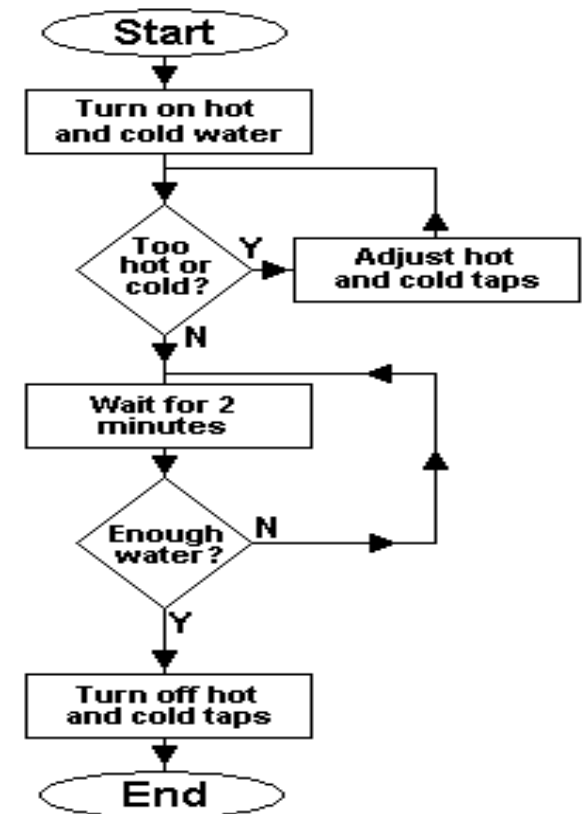 Start
Turn on hot
and cold water
Too
hot or
cold?
Y
Adjust hot
and cold taps
N
Wait for 2
minutes
Enough
water?
N
Y
Turn off hot
and cold taps
End